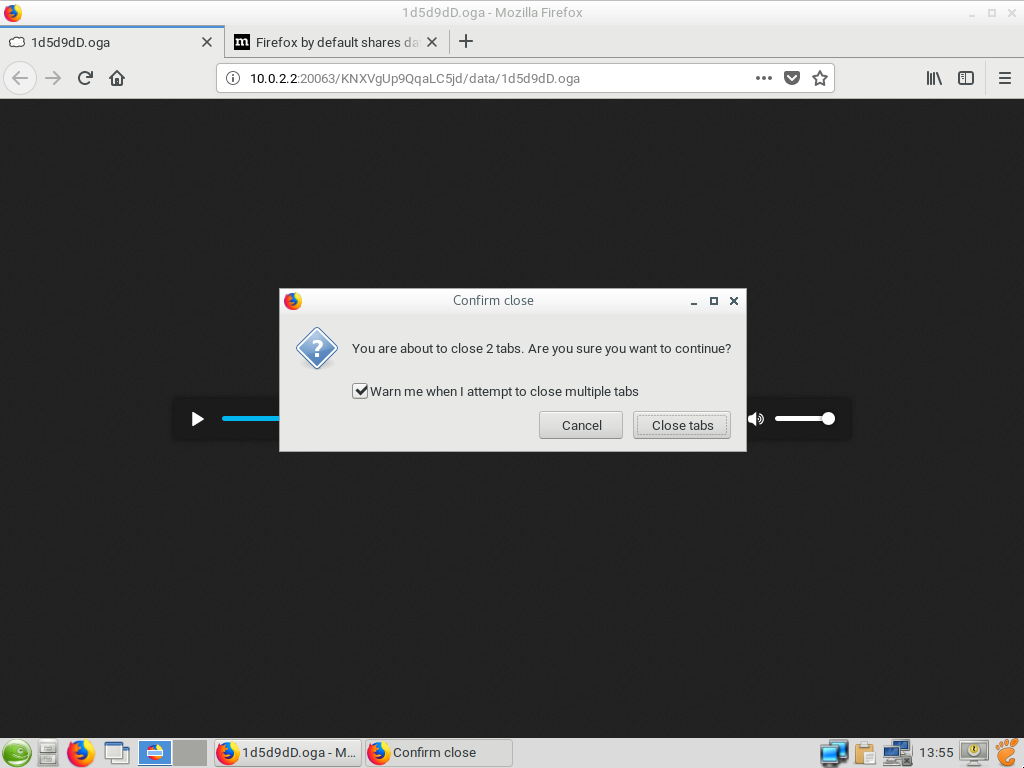 1d5d9dD.oga - Mozilla Firefox
1d5d9dD.oga
m Firefox by default shares da
10.0.2.2:20063/KNXVgUp9QqaLC5jd/data/1d5d9dD.oga
Confirm close
You are about to close 2 tabs. Are you sure you want to continue?
Warn me when I attempt to close multiple tabs
Cancel
Close tabs
1d5d9dD.oga - M...
Confirm close
13:55